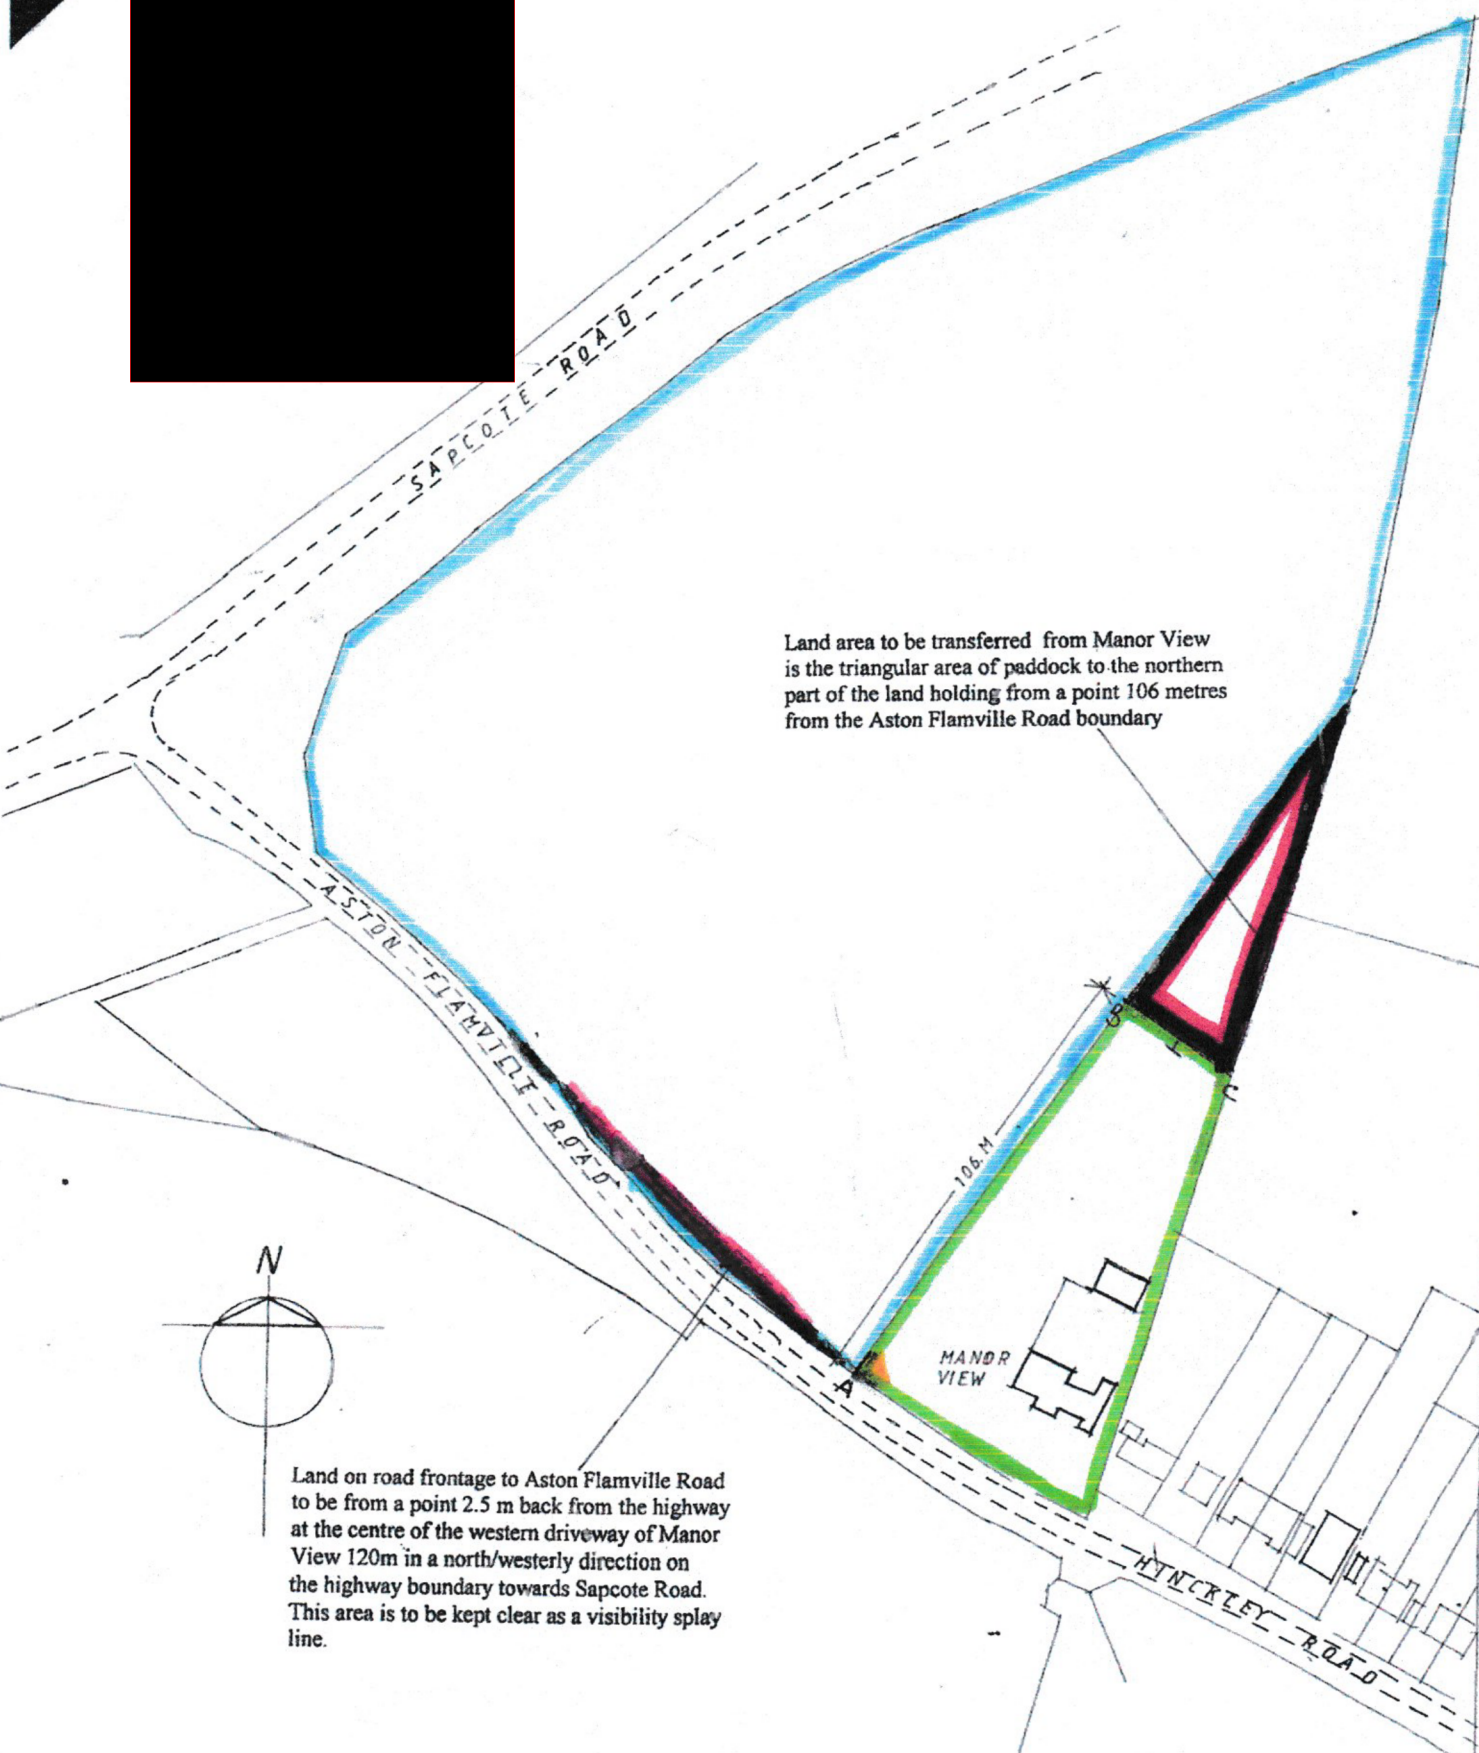 SAPCOTE ROAD
Land area to be transferred from Manor View
is the triangular area of paddock to the northern
part of the land holding from a point 106 metres
from the Aston Flamville Road boundary
ASTON FLAMVILLE ROAD
B
C
106.M
N
MANOR
VIEW
A
Land on road frontage to Aston Flamville Road
to be from a point 2.5 m back from the highway
at the centre of the western driveway of Manor
View 120m in a north/westerly direction on
the highway boundary towards Sapcote Road.
This area is to be kept clear as a visibility splay
line.
HINCKLEY ROAD